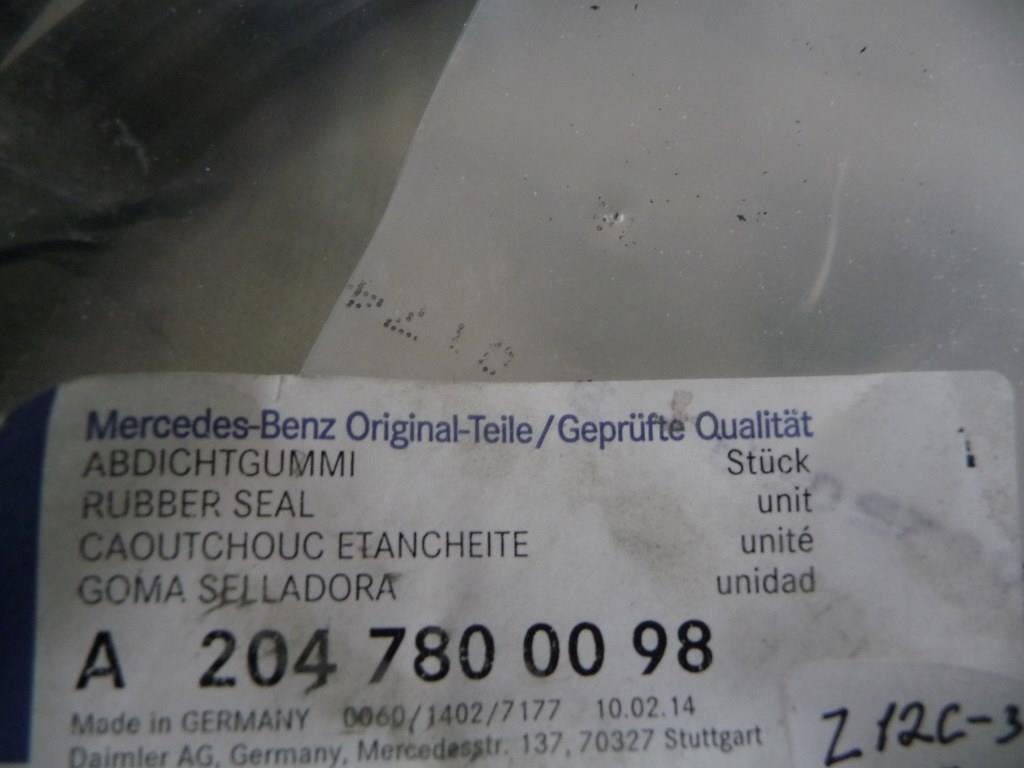 Mercedes-Benz Original-Teile/Geprüfte Qualität
ABDICHTGUMMI Stück
RUBBER SEAL unit
CAOUTCHOUC ETANCHEITE unité
GOMA SELLADORA unidad
A 204 780 00 98
Made in GERMANY 0060/1402/7177 10.02.14
Daimler AG, Germany, Mercedesstr. 137, 70327 Stuttgart
Z12C-3